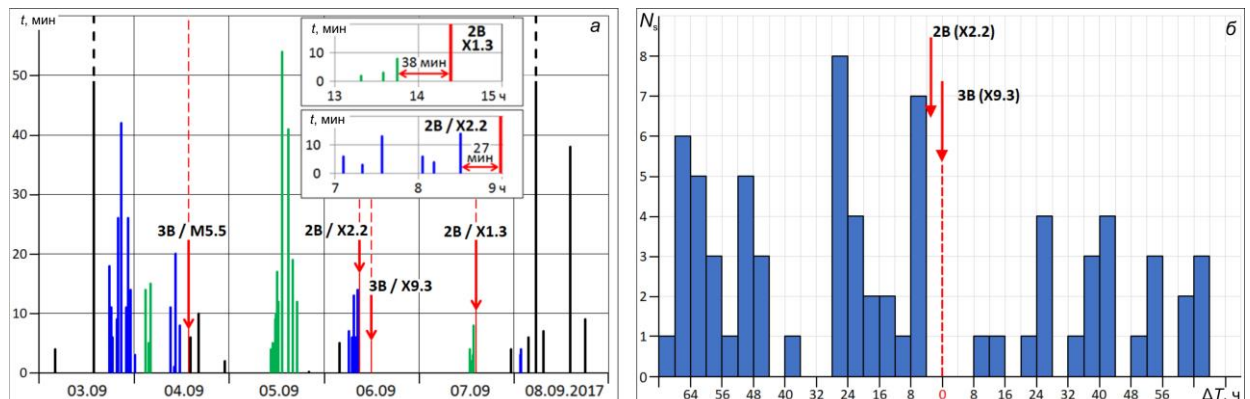 t, мин
а
50
40
30
20
10
0
03.09 04.09 05.09 06.09 07.09 08.09.2017
2B
X1.3
10
0
38 мин
13 14 15 ч
t, мин
2B / X2.2
10
0
27
мин
7 8 9 ч
3B / M5.5
2B / X2.2
3B / X9.3
2B / X1.3
Ns
б
8
7
6
5
4
3
2
1
0
2B (X2.2)
3B (X9.3)
64 56 48 40 32 24 16 8 0 8 16 24 32 40 48 56 ΔT, ч